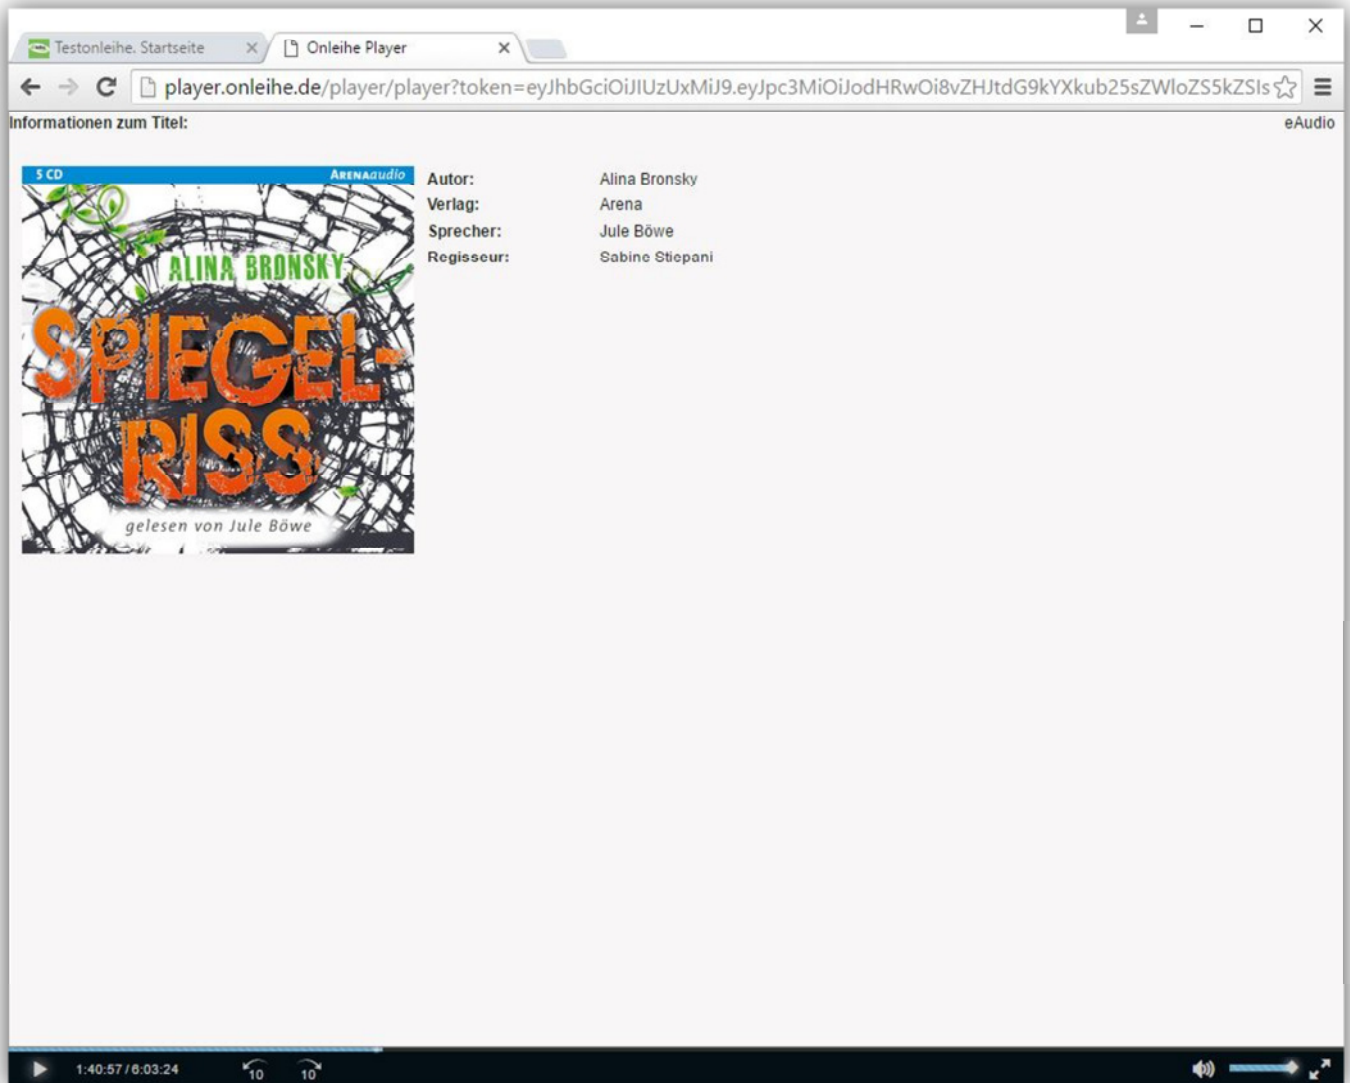 Testonleihe. Startseite
Onleihe Player
player.onleihe.de/player/player?token=eyJhbGciOiJIUzUxMiJ9.eyJpc3MiOiJodHRwOi8vZHJtdG9kYXkub25sZWloZS5kZSIs
Informationen zum Titel:
eAudio
5 CD
ARENAaudio
ALINA BRONSKY
SPIEGEL-
RISS
gelesen von Jule Böwe
Autor: Alina Bronsky
Verlag: Arena
Sprecher: Jule Böwe
Regisseur: Sabine Stiepani
1:40:57/6:03:24
10
10